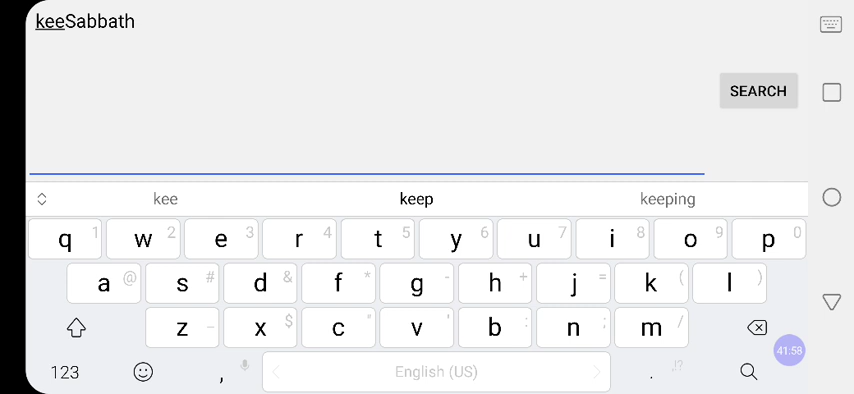 keeSabbath
SEARCH
kee keep keeping
q 1 w 2 e 3 r 4 t 5 y 6 u 7 i 8 o 9 p 0
a @ s # d & f * g - h + j = k ( l )
z _ x $ c " v ' b : n ; m /
41:58
123 , English (US) . .!?